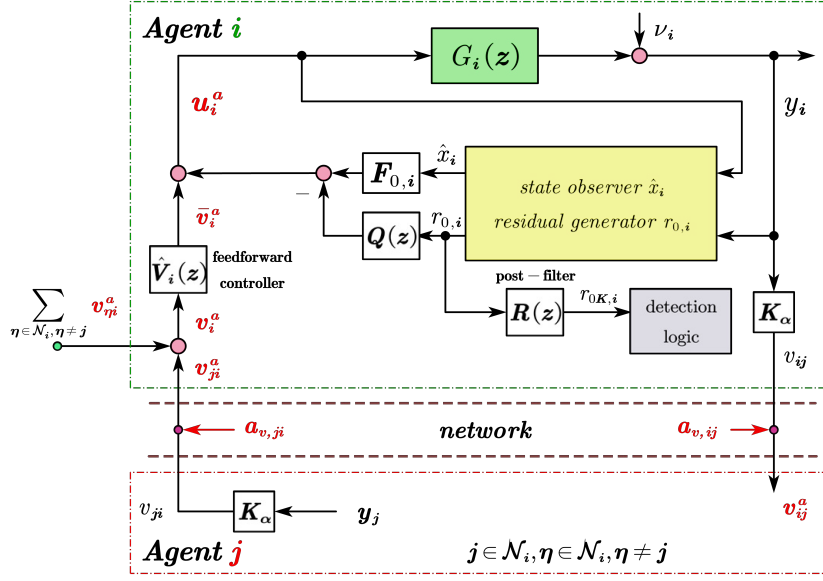 Agent i
G_i(z)
ν_i
u_i^a
y_i
x̂_i
F_{0,i}
state observer x̂_i
residual generator r_{0,i}
−
v̄_i^a
r_{0,i}
Q(z)
V̂_i(z)
feedforward
controller
post − filter
R(z)
r_{0K,i}
detection
logic
K_α
∑
η∈𝒩_i, η≠j
v_{ηi}^a
v_i^a
v_{ji}^a
v_{ij}
a_{v,ji}
network
a_{v,ij}
v_{ji}
K_α
y_j
v_{ij}^a
Agent j
j∈𝒩_i, η∈𝒩_i, η≠j